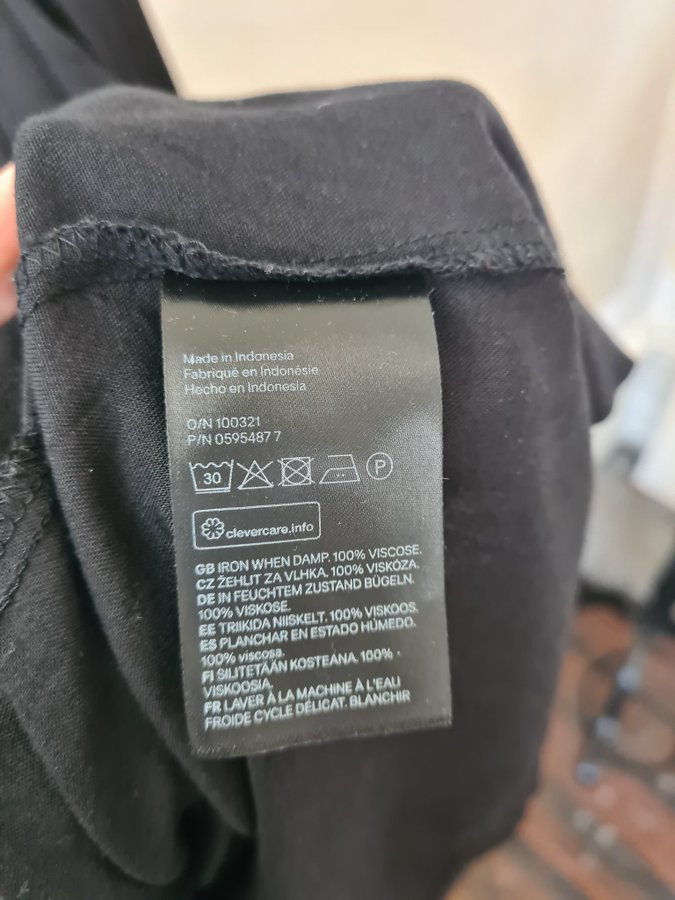 Made in Indonesia
Fabriqué en Indonésie
Hecho en Indonesia
O/N 100321
P/N 0595487 7
30 P
clevercare.info
GB IRON WHEN DAMP. 100% VISCOSE.
CZ ŽEHLIT ZA VLHKA. 100% VISKÓZA.
DE IN FEUCHTEM ZUSTAND BÜGELN.
100% VISKOSE.
EE TRIIKIDA NIISKELT. 100% VISKOOS.
ES PLANCHAR EN ESTADO HÚMEDO.
100% viscosa.
FI SILITETÄÄN KOSTEANA. 100%
VISKOOSIA.
FR LAVER À LA MACHINE À L'EAU
FROIDE CYCLE DÉLICAT. BLANCHIR